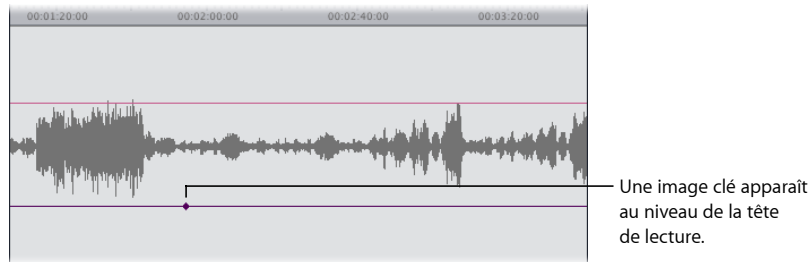 00:01:20:00 00:02:00:00 00:02:40:00 00:03:20:00
Une image clé apparaît
au niveau de la tête
de lecture.